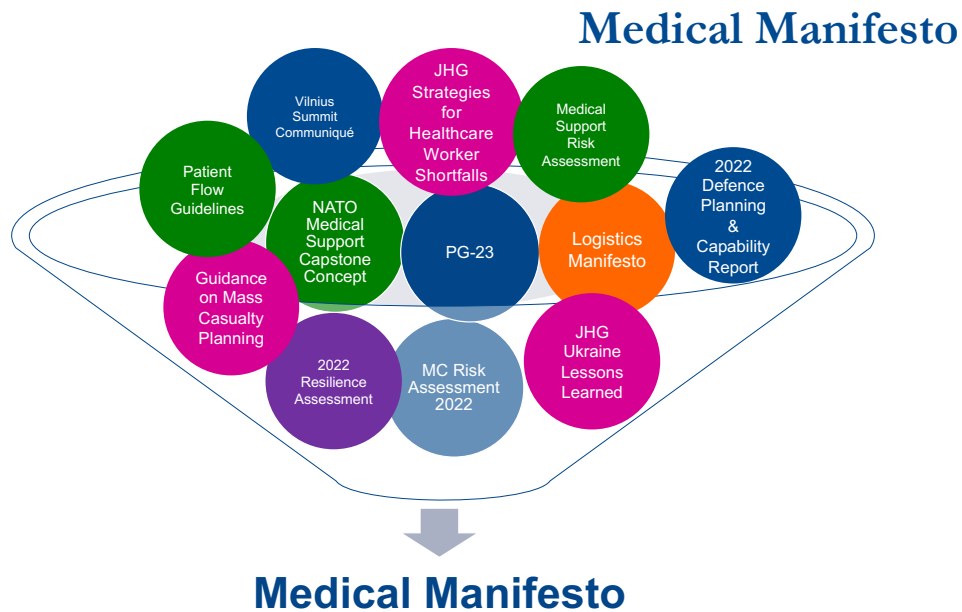 Medical Manifesto
JHG
Strategies
for
Healthcare
Worker
Shortfalls
Vilnius
Summit
Communiqué
Medical
Support
Risk
Assessment
2022
Defence
Planning
&
Capability
Report
Patient
Flow
Guidelines
NATO
Medical
Support
Capstone
Concept
PG-23
Logistics
Manifesto
Guidance
on Mass
Casualty
Planning
2022
Resilience
Assessment
MC Risk
Assessment
2022
JHG
Ukraine
Lessons
Learned
Medical Manifesto